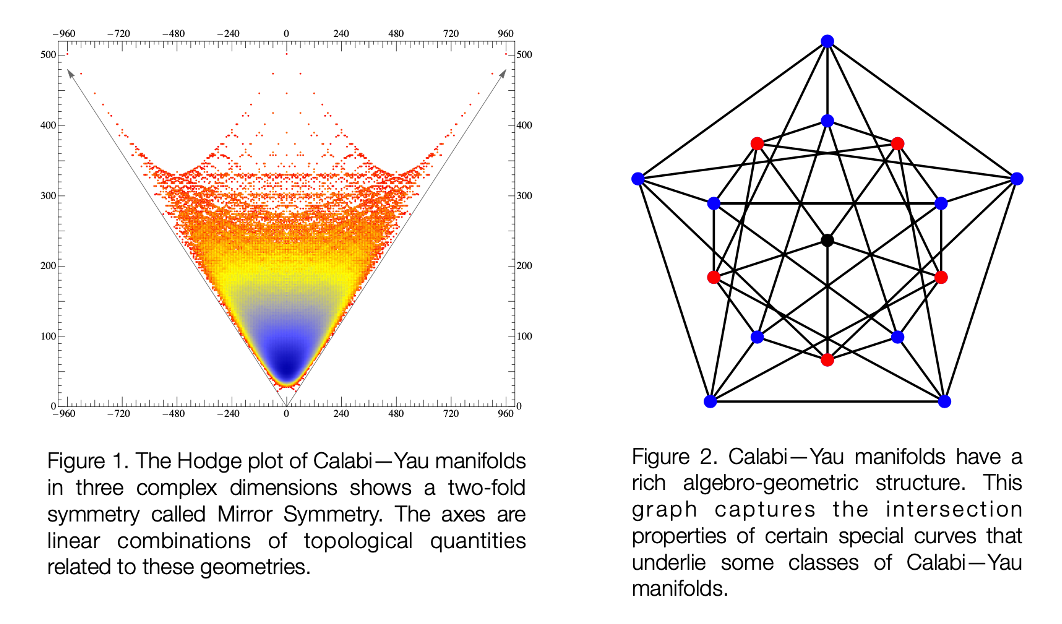 −960 −720 −480 −240 0 240 480 720 960
500 500
400 400
300 300
200 200
100 100
0 0
−960 −720 −480 −240 0 240 480 720 960
Figure 1. The Hodge plot of Calabi—Yau manifolds
in three complex dimensions shows a two-fold
symmetry called Mirror Symmetry. The axes are
linear combinations of topological quantities
related to these geometries.
Figure 2. Calabi—Yau manifolds have a
rich algebro-geometric structure. This
graph captures the intersection
properties of certain special curves that
underlie some classes of Calabi—Yau
manifolds.